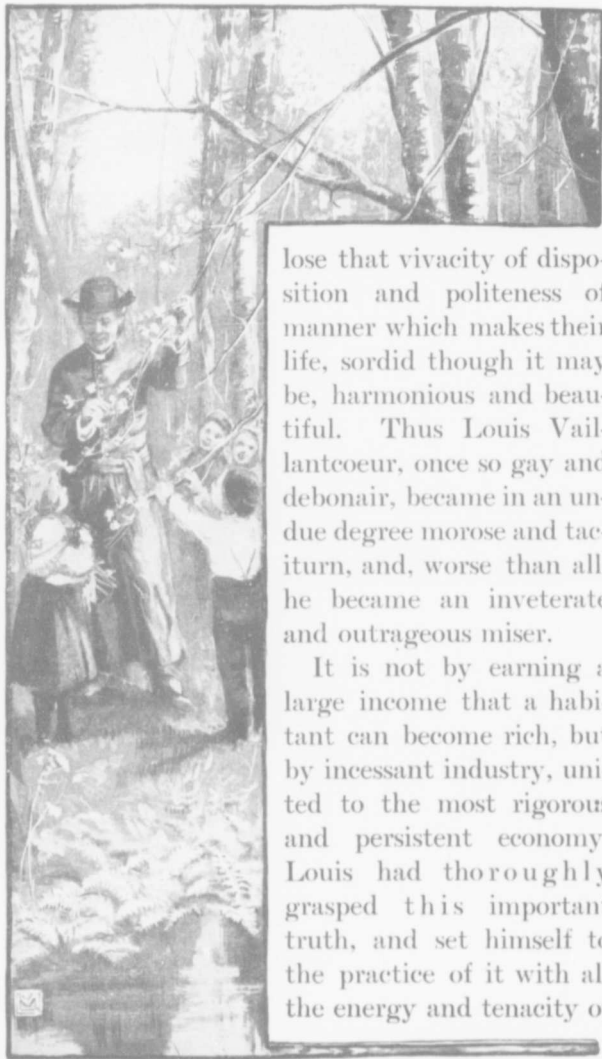 lose that vivacity of dispo-
sition and politeness of
manner which makes their
life, sordid though it may
be, harmonious and beau-
tiful. Thus Louis Vail-
lantcoeur, once so gay and
debonair, became in an un-
due degree morose and tac-
iturn, and, worse than all
he became an inveterate
and outrageous miser.
It is not by earning a
large income that a habi-
tant can become rich, but
by incessant industry, uni-
ted to the most rigorous
and persistent economy
Louis had thoroughly
grasped this important
truth, and set himself to
the practice of it with al
the energy and tenacity o